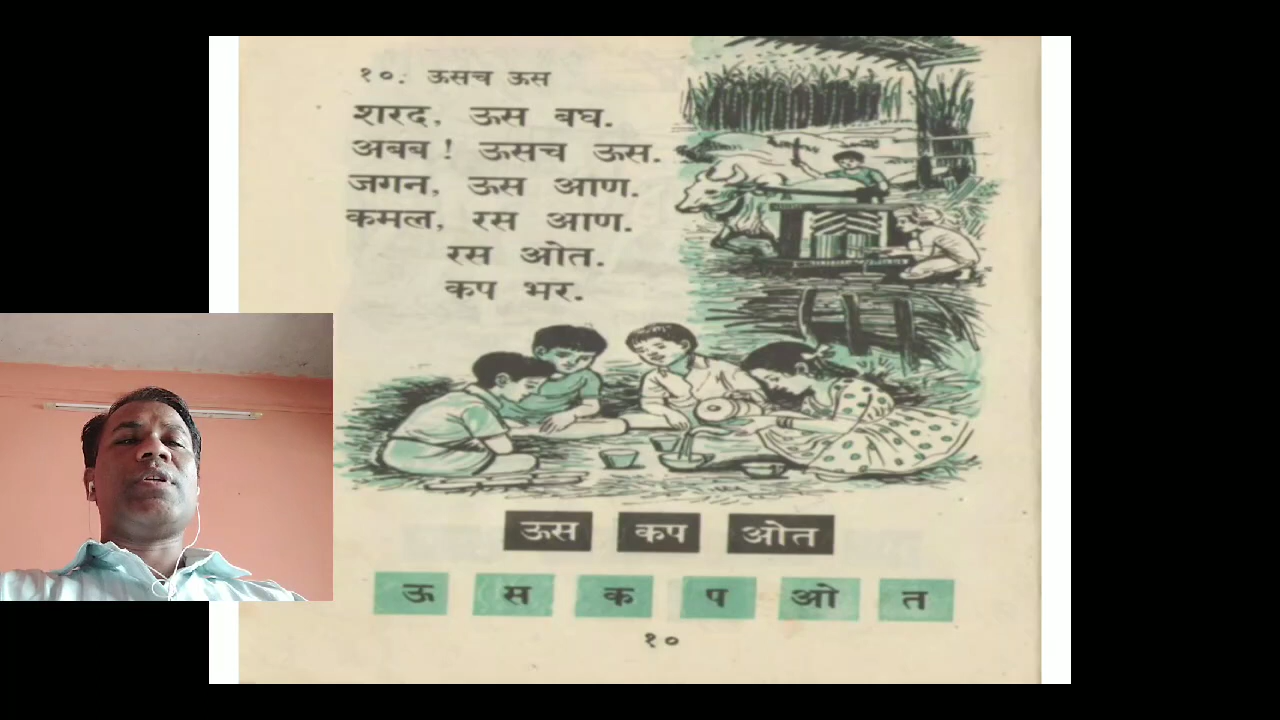 १०. ऊसच ऊस
शरद, ऊस बघ.
अबब! ऊसच ऊस.
जगन, ऊस आण.
कमल, रस आण.
रस ओत.
कप भर.
ऊस कप ओत
ऊ स क प ओ त
१०